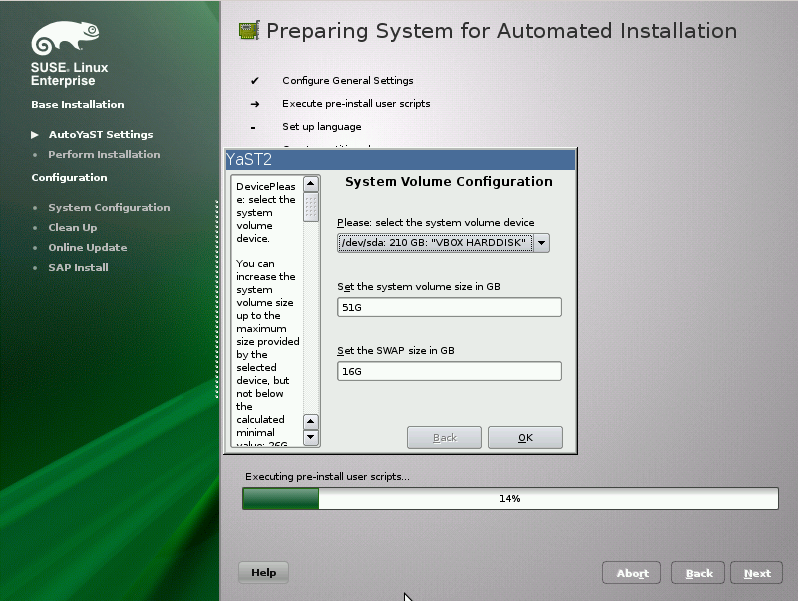 SUSE. Linux
Enterprise
Base Installation
AutoYaST Settings
Perform Installation
Configuration
System Configuration
Clean Up
Online Update
SAP Install
Preparing System for Automated Installation
Configure General Settings
Execute pre-install user scripts
Set up language
YaST2
DevicePleas
e: select the
system
volume
device.
You can
increase the
system
volume size
up to the
maximum
size provided
by the
selected
device, but
not below
the
calculated
minimal
value: 26G
System Volume Configuration
Please: select the system volume device
/dev/sda: 210 GB: "VBOX HARDDISK"
Set the system volume size in GB
51G
Set the SWAP size in GB
16G
Back
OK
Executing pre-install user scripts...
14%
Help
Abort
Back
Next